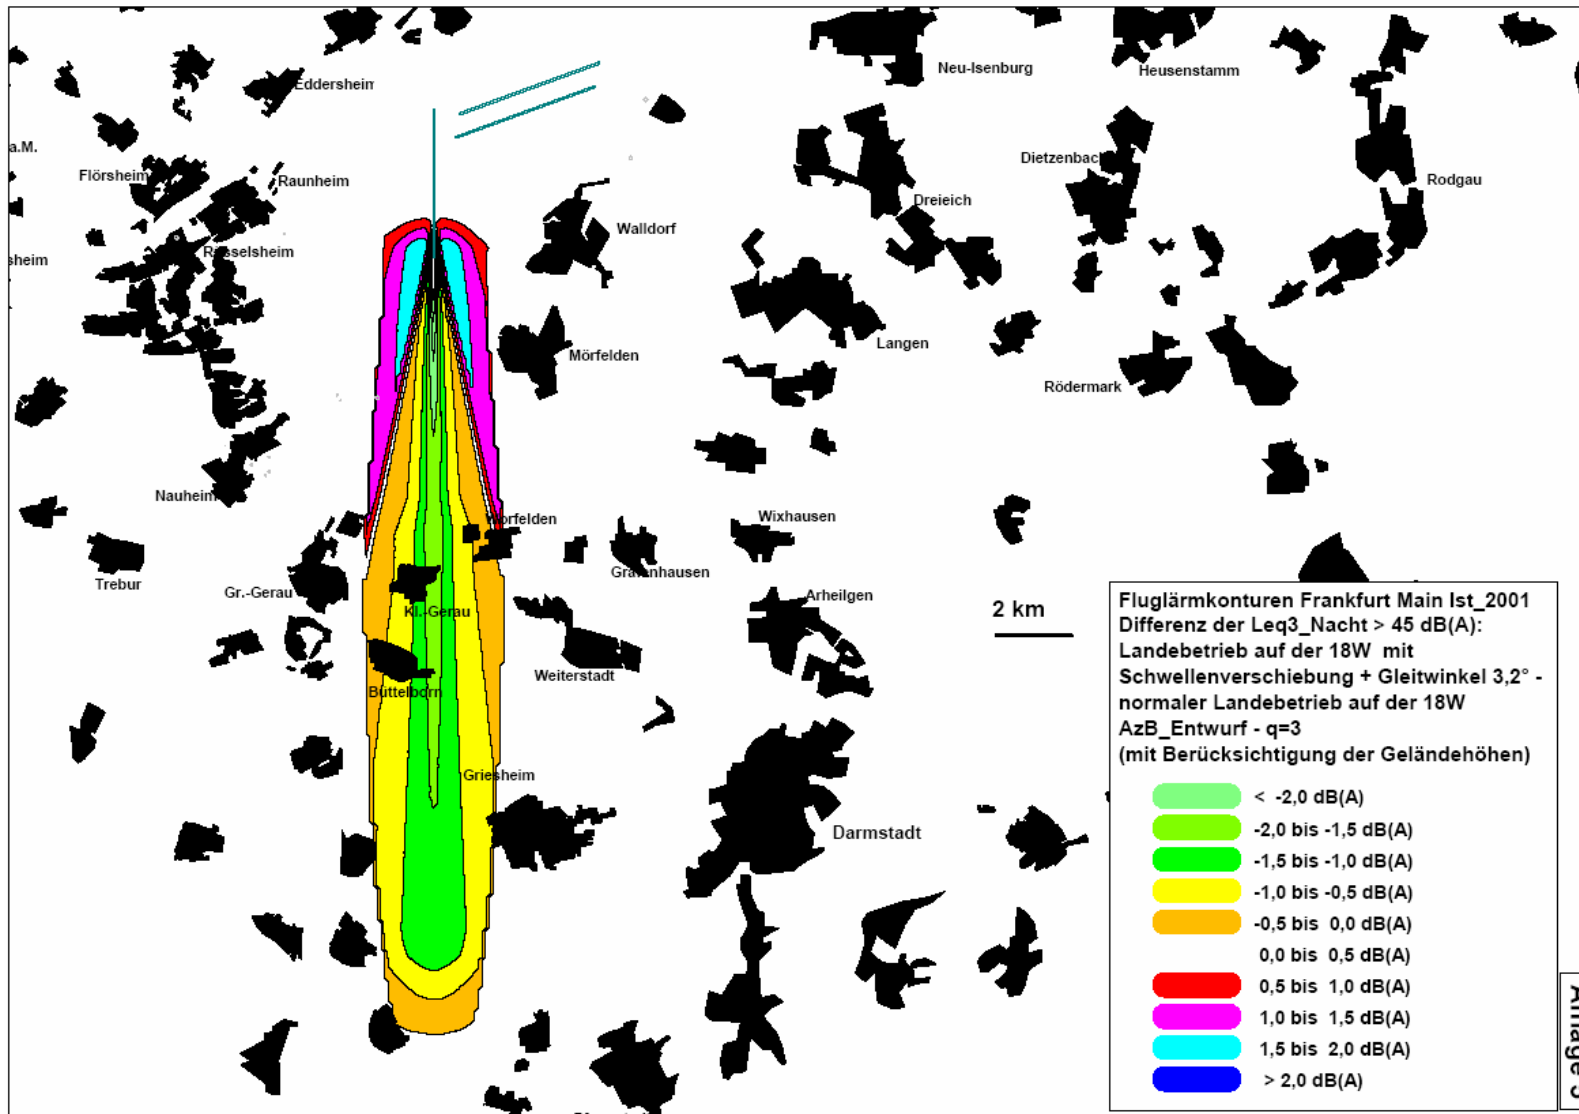 Eddersheim
Neu-Isenburg
Heusenstamm
a.M.
Flörsheim
Raunheim
Dietzenbach
Rodgau
Dreieich
Walldorf
Rüsselsheim
sheim
Mörfelden
Langen
Rödermark
Nauheim
Worfelden
Wixhausen
Trebur
Gräfenhausen
Gr.-Gerau
Kl.-Gerau
Arheilgen
2 km
Weiterstadt
Büttelborn
Griesheim
Darmstadt
Fluglärmkonturen Frankfurt Main Ist_2001
Differenz der Leq3_Nacht > 45 dB(A):
Landebetrieb auf der 18W mit
Schwellenverschiebung + Gleitwinkel 3,2° -
normaler Landebetrieb auf der 18W
AzB_Entwurf - q=3
(mit Berücksichtigung der Geländehöhen)
< -2,0 dB(A)
-2,0 bis -1,5 dB(A)
-1,5 bis -1,0 dB(A)
-1,0 bis -0,5 dB(A)
-0,5 bis 0,0 dB(A)
0,0 bis 0,5 dB(A)
0,5 bis 1,0 dB(A)
1,0 bis 1,5 dB(A)
1,5 bis 2,0 dB(A)
> 2,0 dB(A)
Anlage 5